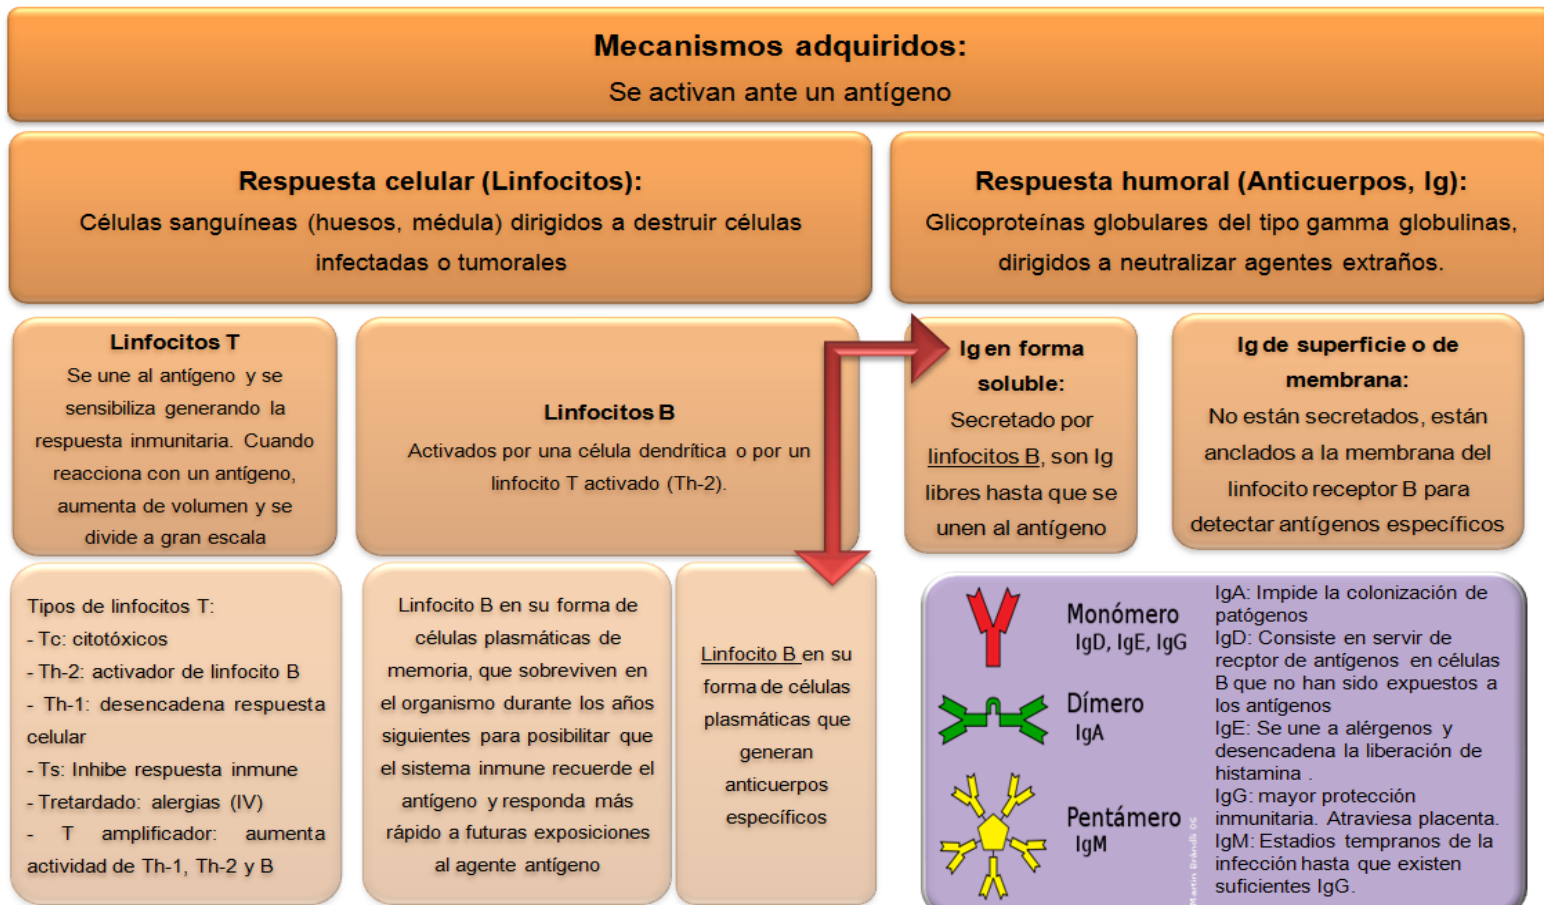 Mecanismos adquiridos:
Se activan ante un antígeno
Respuesta celular (Linfocitos):
Células sanguíneas (huesos, médula) dirigidos a destruir células
infectadas o tumorales
Respuesta humoral (Anticuerpos, Ig):
Glicoproteínas globulares del tipo gamma globulinas,
dirigidos a neutralizar agentes extraños.
Linfocitos T
Se une al antígeno y se
sensibiliza generando la
respuesta inmunitaria. Cuando
reacciona con un antígeno,
aumenta de volumen y se
divide a gran escala
Linfocitos B
Activados por una célula dendrítica o por un
linfocito T activado (Th-2).
Ig en forma
soluble:
Secretado por
linfocitos B, son Ig
libres hasta que se
unen al antígeno
Ig de superficie o de
membrana:
No están secretados, están
anclados a la membrana del
linfocito receptor B para
detectar antígenos específicos
Tipos de linfocitos T:
- Tc: citotóxicos
- Th-2: activador de linfocito B
- Th-1: desencadena respuesta
celular
- Ts: Inhibe respuesta inmune
- Tretardado: alergias (IV)
- T amplificador: aumenta
actividad de Th-1, Th-2 y B
Linfocito B en su forma de
células plasmáticas de
memoria, que sobreviven en
el organismo durante los años
siguientes para posibilitar que
el sistema inmune recuerde el
antígeno y responda más
rápido a futuras exposiciones
al agente antígeno
Linfocito B en su
forma de células
plasmáticas que
generan
anticuerpos
específicos
Monómero
IgD, IgE, IgG
Dímero
IgA
Pentámero
IgM
Martin Brändli 06
IgA: Impide la colonización de
patógenos
IgD: Consiste en servir de
recptor de antígenos en células
B que no han sido expuestos a
los antígenos
IgE: Se une a alérgenos y
desencadena la liberación de
histamina .
IgG: mayor protección
inmunitaria. Atraviesa placenta.
IgM: Estadios tempranos de la
infección hasta que existen
suficientes IgG.